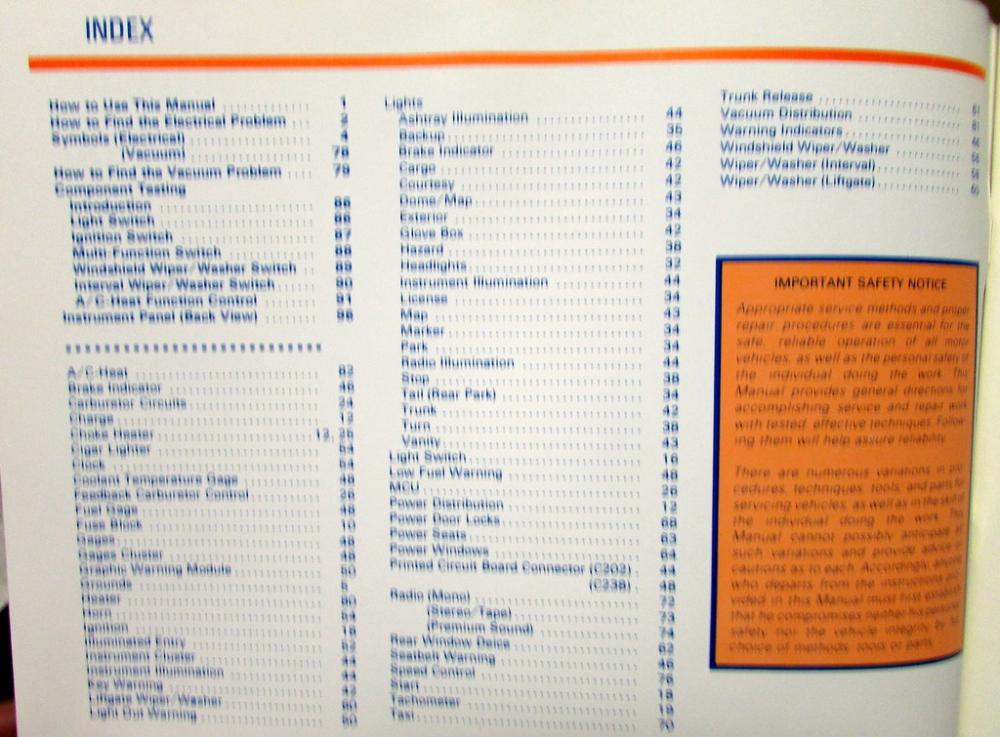 INDEX
How to Use This Manual 1
How to Find the Electrical Problem 2
Symbols (Electrical) 4
(Vacuum) 78
How to Find the Vacuum Problem 79
Component Testing
Introduction 86
Light Switch 86
Ignition Switch 87
Multi-Function Switch 88
Windshield Wiper/Washer Switch 89
Interval Wiper/Washer Switch 90
A/C-Heat Function Control 91
Instrument Panel (Back View) 96
A/C-Heat 82
Brake Indicator 46
Carburetor Circuits 24
Charge 12
Choke Heater 12, 26
Cigar Lighter 54
Clock 54
Coolant Temperature Gage 48
Feedback Carburetor Control 26
Fuel Gage 48
Fuse Block 10
Gages 48
Gages Cluster 48
Graphic Warning Module 50
Grounds
Heater 80
Horn 54
Ignition 18
Illuminated Entry 52
Instrument Cluster 44
Instrument Illumination 44
Key Warning 42
Liftgate Wiper/Washer 60
Light Out Warning 50
Lights
Ashtray Illumination 44
Backup 35
Brake Indicator 46
Cargo 42
Courtesy 42
Dome/Map 43
Exterior 34
Glove Box 42
Hazard 38
Headlights 32
Instrument Illumination 44
License 34
Map 43
Marker 34
Park 34
Radio Illumination 44
Stop 38
Tail (Rear Park) 34
Trunk 42
Turn 38
Vanity 43
Light Switch 16
Low Fuel Warning 48
MCU 26
Power Distribution 12
Power Door Locks 68
Power Seats 63
Power Windows 64
Printed Circuit Board Connector (C202) 44
(C238) 48
Radio (Mono) 72
(Stereo/Tape) 73
(Premium Sound) 74
Rear Window Deice 62
Seatbelt Warning 46
Speed Control 76
Start 18
Tachometer 19
Taxi 70
Trunk Release 61
Vacuum Distribution 81
Warning Indicators 46
Windshield Wiper/Washer 56
Wiper/Washer (Interval) 58
Wiper/Washer (Liftgate) 60
IMPORTANT SAFETY NOTICE
Appropriate service methods and proper
repair procedures are essential for the
safe, reliable operation of all motor
vehicles, as well as the personal safety of
the individual doing the work. This
Manual provides general directions for
accomplishing service and repair work
with tested, effective techniques. Follow-
ing them will help assure reliability.
There are numerous variations in pro-
cedures, techniques, tools, and parts for
servicing vehicles, as well as in the skill of
the individual doing the work. This
Manual cannot possibly anticipate all
such variations and provide advice or
cautions as to each. Accordingly, anyone
who departs from the instructions pro-
vided in this Manual must first establish
that he compromises neither his personal
safety nor the vehicle integrity by his
choice of methods, tools or parts.